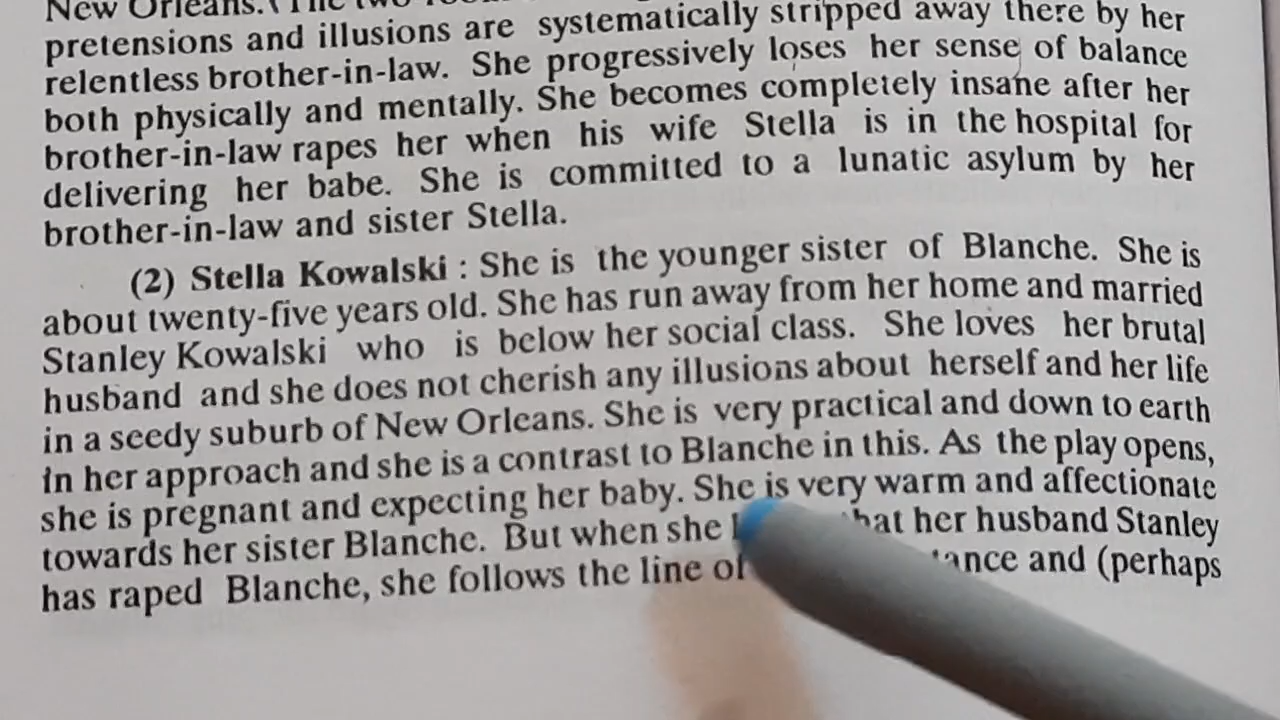 New Orleans. (The two
pretensions and illusions are systematically stripped away there by her
relentless brother-in-law. She progressively loses her sense of balance
both physically and mentally. She becomes completely insane after her
brother-in-law rapes her when his wife Stella is in the hospital for
delivering her babe. She is committed to a lunatic asylum by her
brother-in-law and sister Stella.
(2) Stella Kowalski : She is the younger sister of Blanche. She is
about twenty-five years old. She has run away from her home and married
Stanley Kowalski who is below her social class. She loves her brutal
husband and she does not cherish any illusions about herself and her life
in a seedy suburb of New Orleans. She is very practical and down to earth
in her approach and she is a contrast to Blanche in this. As the play opens,
she is pregnant and expecting her baby. She is very warm and affectionate
towards her sister Blanche. But when she that her husband Stanley
has raped Blanche, she follows the line of and (perhaps